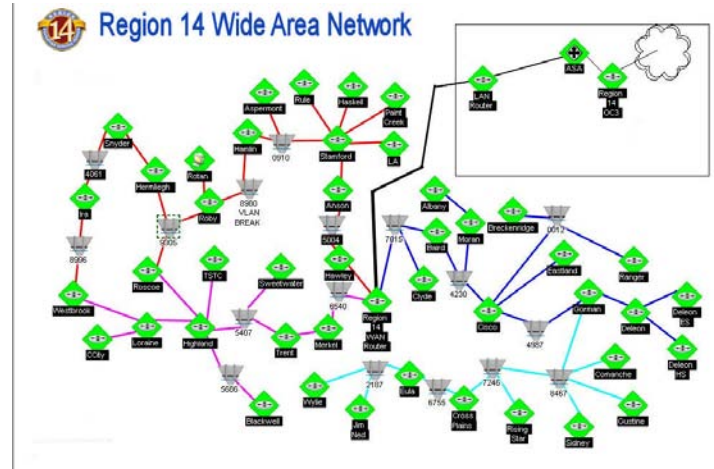 14
Region 14 Wide Area Network
ASA
LAN
Router
Region
14
OC3
Rule
Haskell
Aspermont
Paint
Creek
Snyder
Hamlin
0910
Stamford
LA
4061
Hermliegh
Rotan
8900
VLAN
BREAK
Roby
Anson
Albany
Ira
5005
5004
7815
Baird
Moran
Breckenridge
0012
8996
Roscoe
TSTC
Sweetwater
Hawley
Clyde
4230
Eastland
Ranger
6540
Westbrook
Region
14
WAN
Router
Cisco
Gorman
Deleon
ES
CCity
Loraine
Highland
5407
Trent
Merkel
4987
Deleon
Deleon
HS
5606
2187
Eula
7246
Comanche
Blackwell
Wylie
Jim
Ned
6755
Cross
Plains
Rising
Star
8467
Sidney
Gustine